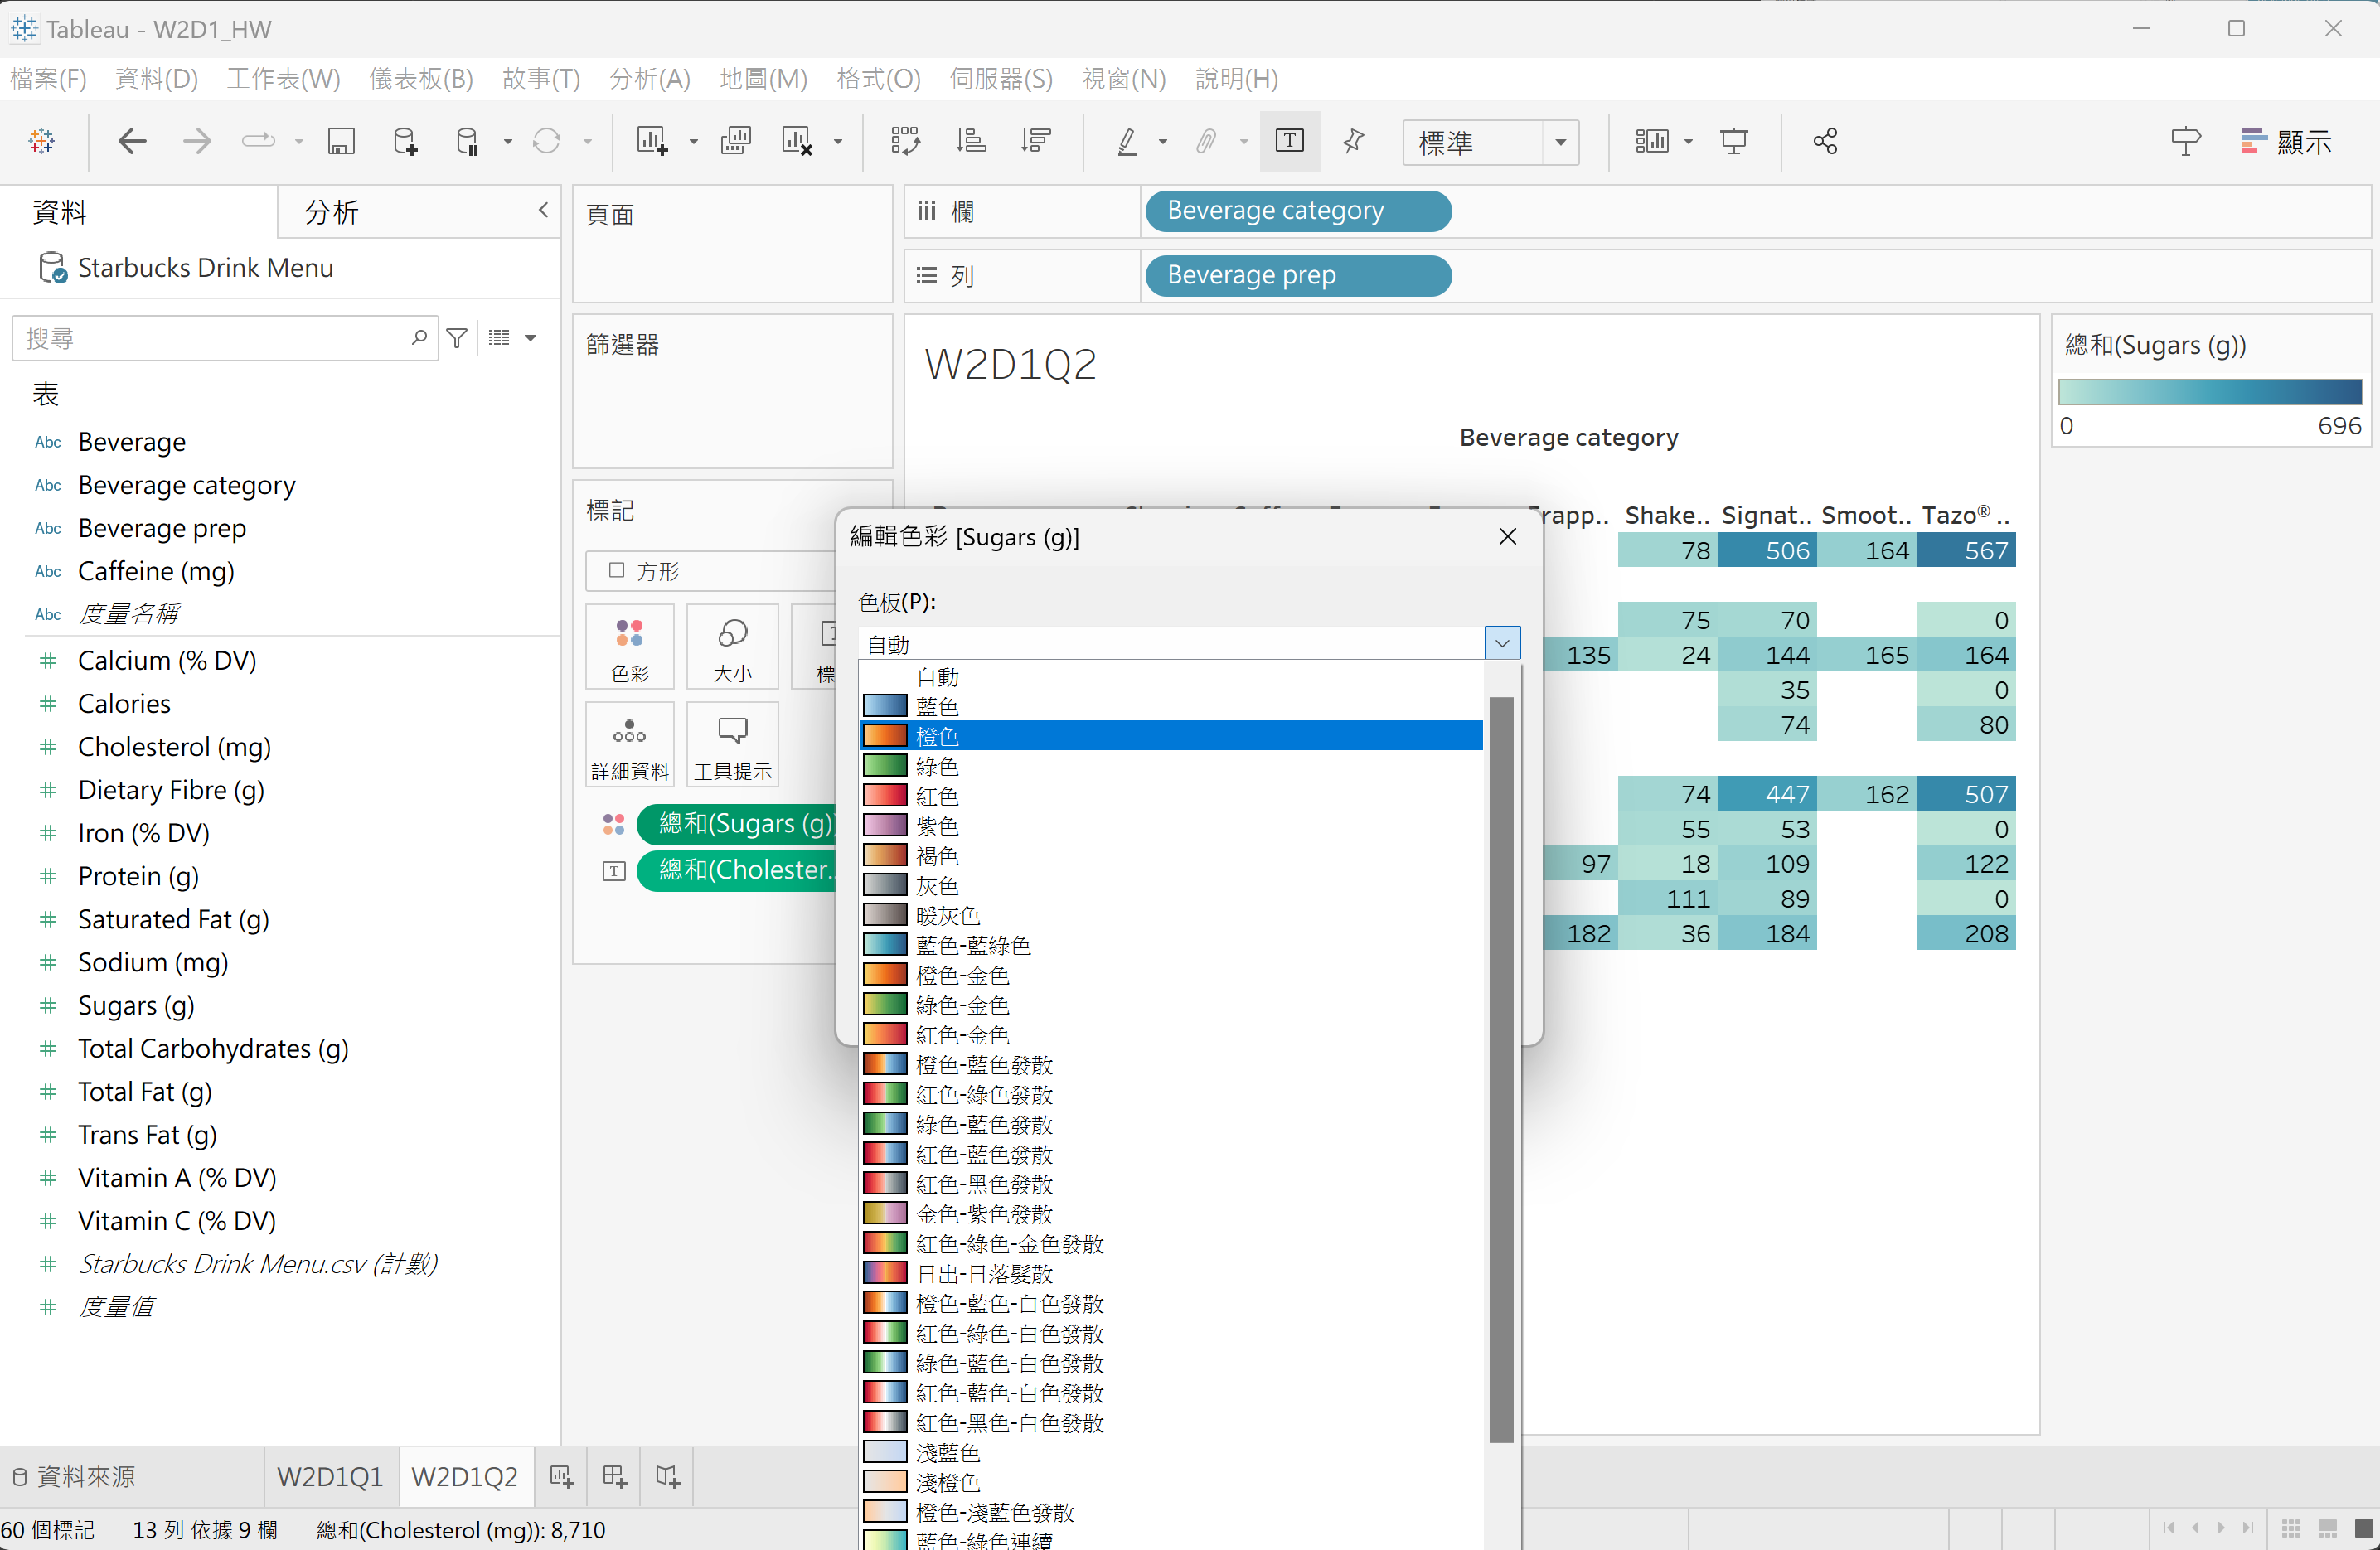 Tableau - W2D1_HW
檔案(F) 資料(D) 工作表(W) 儀表板(B) 故事(T) 分析(A) 地圖(M) 格式(O) 伺服器(S) 視窗(N) 說明(H)
標準
顯示
資料
分析
Starbucks Drink Menu
搜尋
表
Abc Beverage
Abc Beverage category
Abc Beverage prep
Abc Caffeine (mg)
Abc 度量名稱
# Calcium (% DV)
# Calories
# Cholesterol (mg)
# Dietary Fibre (g)
# Iron (% DV)
# Protein (g)
# Saturated Fat (g)
# Sodium (mg)
# Sugars (g)
# Total Carbohydrates (g)
# Total Fat (g)
# Trans Fat (g)
# Vitamin A (% DV)
# Vitamin C (% DV)
# Starbucks Drink Menu.csv (計數)
# 度量值
頁面
篩選器
標記
方形
色彩
大小
標
詳細資料
工具提示
總和(Sugars (g))
T 總和(Cholester..
欄
Beverage category
列
Beverage prep
W2D1Q2
Beverage category
rapp.. Shake.. Signat.. Smoot.. Tazo® ..
78 506 164 567
75 70 0
135 24 144 165 164
35 0
74 80
74 447 162 507
55 53 0
97 18 109 122
111 89 0
182 36 184 208
總和(Sugars (g))
0 696
編輯色彩 [Sugars (g)]
色板(P):
自動
自動
藍色
橙色
綠色
紅色
紫色
褐色
灰色
暖灰色
藍色-藍綠色
橙色-金色
綠色-金色
紅色-金色
橙色-藍色發散
紅色-綠色發散
綠色-藍色發散
紅色-藍色發散
紅色-黑色發散
金色-紫色發散
紅色-綠色-金色發散
日出-日落髮散
橙色-藍色-白色發散
紅色-綠色-白色發散
綠色-藍色-白色發散
紅色-藍色-白色發散
紅色-黑色-白色發散
淺藍色
淺橙色
橙色-淺藍色發散
藍色-綠色連續
資料來源
W2D1Q1
W2D1Q2
60 個標記 13 列 依據 9 欄 總和(Cholesterol (mg)): 8,710